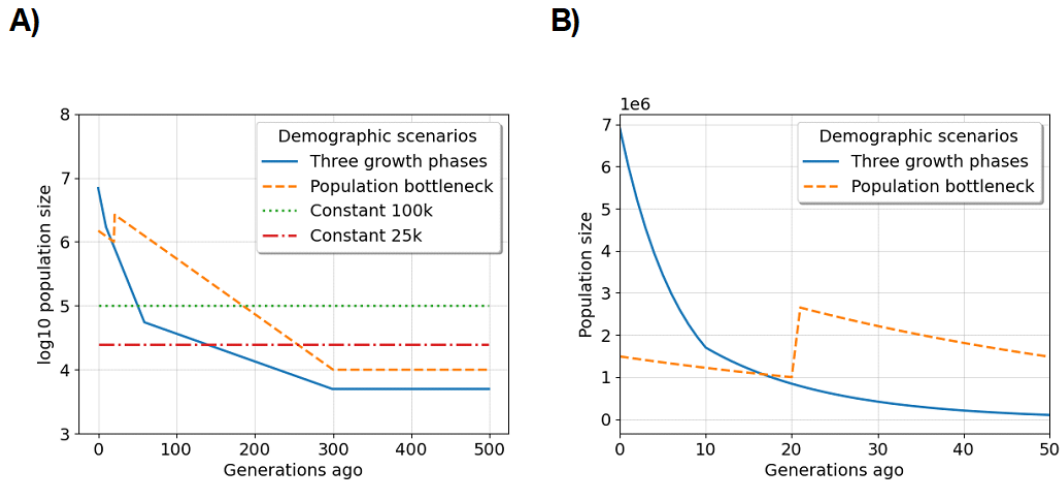 A)
8
7
6
5
4
3
log10 population size
0 100 200 300 400 500
Generations ago
Demographic scenarios
Three growth phases
Population bottleneck
Constant 100k
Constant 25k
B)
1e6
7
6
5
4
3
2
1
0
Population size
0 10 20 30 40 50
Generations ago
Demographic scenarios
Three growth phases
Population bottleneck